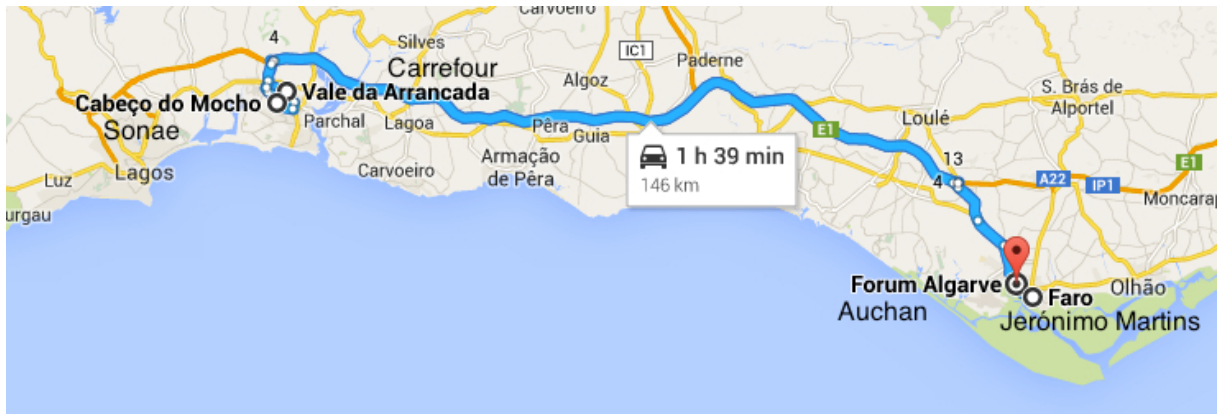 Carvoeiro
4
Silves
IC1
Paderne
Carrefour
Algoz
S. Brás de
Alportel
Vale da Arrancada
Cabeço do Mocho
Sonae
Parchal
Lagoa
Pêra
Guia
E1
Loulé
1 h 39 min
146 km
Armação
de Pêra
Carvoeiro
Luz
Lagos
urgau
13
4
A22
IP1
E1
Moncarap
Forum Algarve
Auchan
Faro
Olhão
Jerónimo Martins